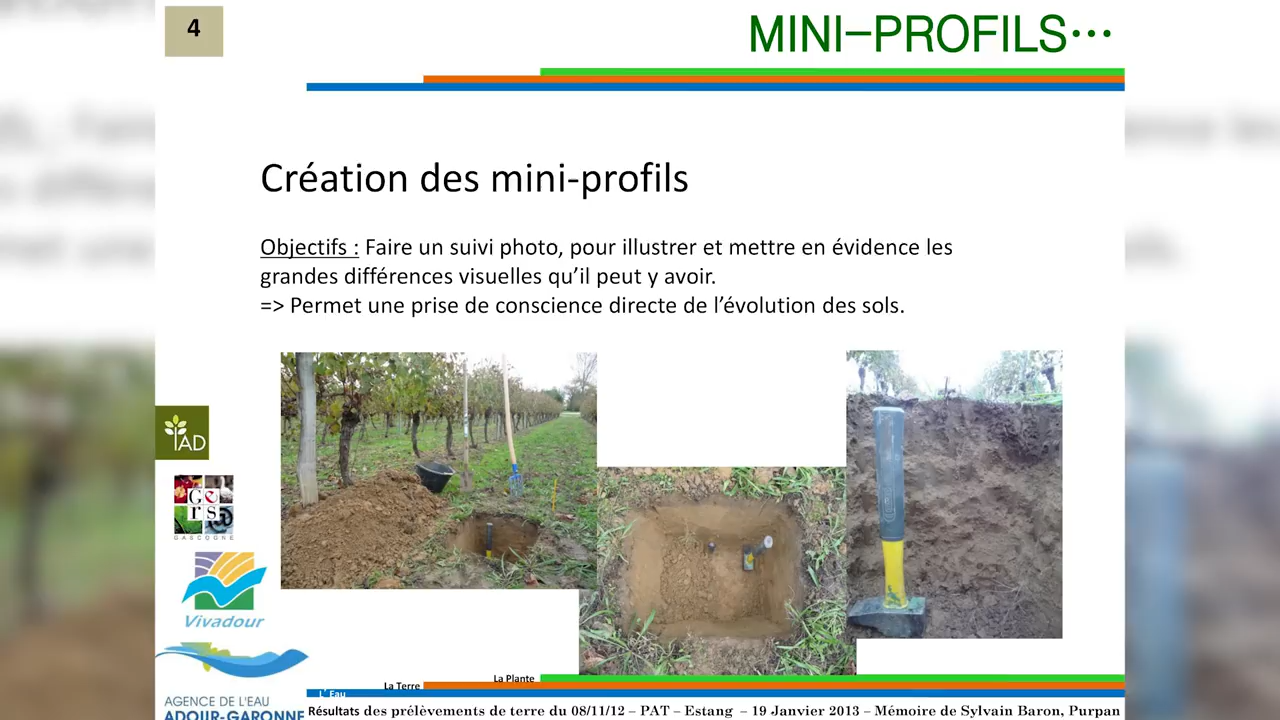 4
MINI–PROFILS…
Création des mini-profils
Objectifs : Faire un suivi photo, pour illustrer et mettre en évidence les
grandes différences visuelles qu’il peut y avoir.
=> Permet une prise de conscience directe de l’évolution des sols.
IAD
Gers
GASCOGNE
Vivadour
AGENCE DE L'EAU
ADOUR-GARONNE
La Plante
La Terre
L’ Eau
Résultats des prélèvements de terre du 08/11/12 – PAT – Estang – 19 Janvier 2013 – Mémoire de Sylvain Baron, Purpan